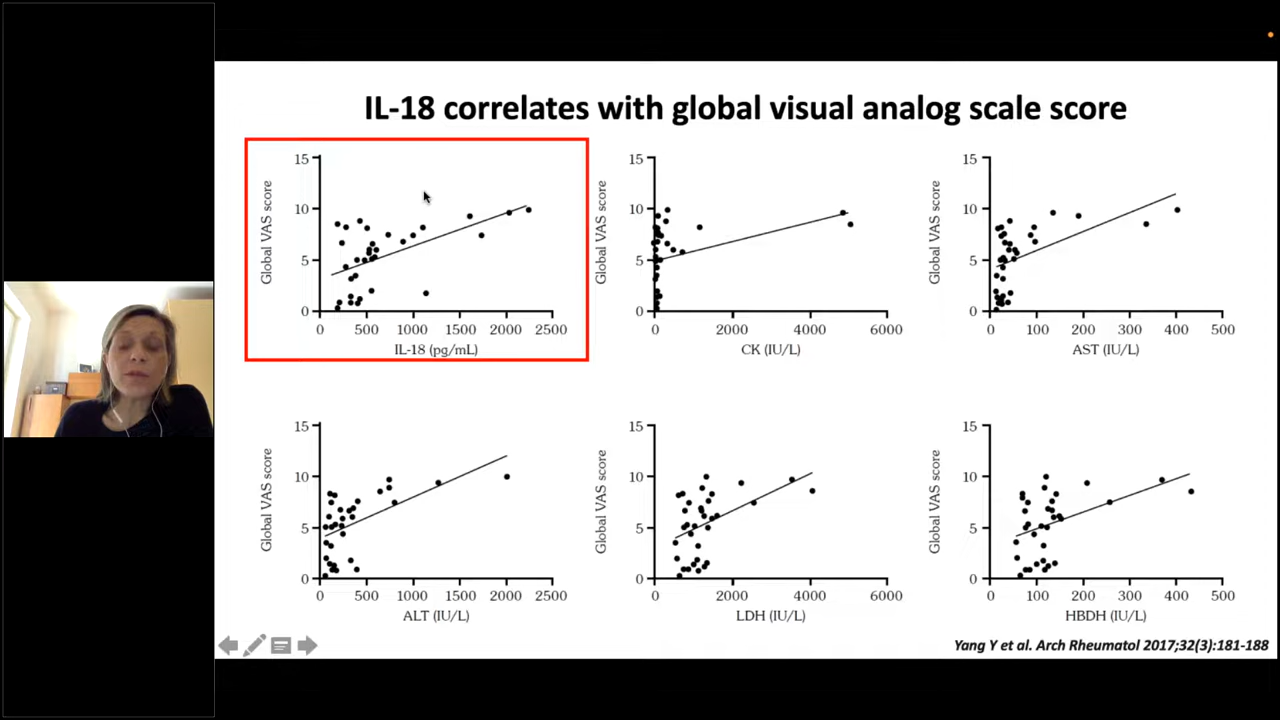 IL-18 correlates with global visual analog scale score
Global VAS score
15
10
5
0
0 500 1000 1500 2000 2500
IL-18 (pg/mL)
Global VAS score
15
10
5
0
0 2000 4000 6000
CK (IU/L)
Global VAS score
15
10
5
0
0 100 200 300 400 500
AST (IU/L)
Global VAS score
15
10
5
0
0 500 1000 1500 2000 2500
ALT (IU/L)
Global VAS score
15
10
5
0
0 2000 4000 6000
LDH (IU/L)
Global VAS score
15
10
5
0
0 100 200 300 400 500
HBDH (IU/L)
Yang Y et al. Arch Rheumatol 2017;32(3):181-188